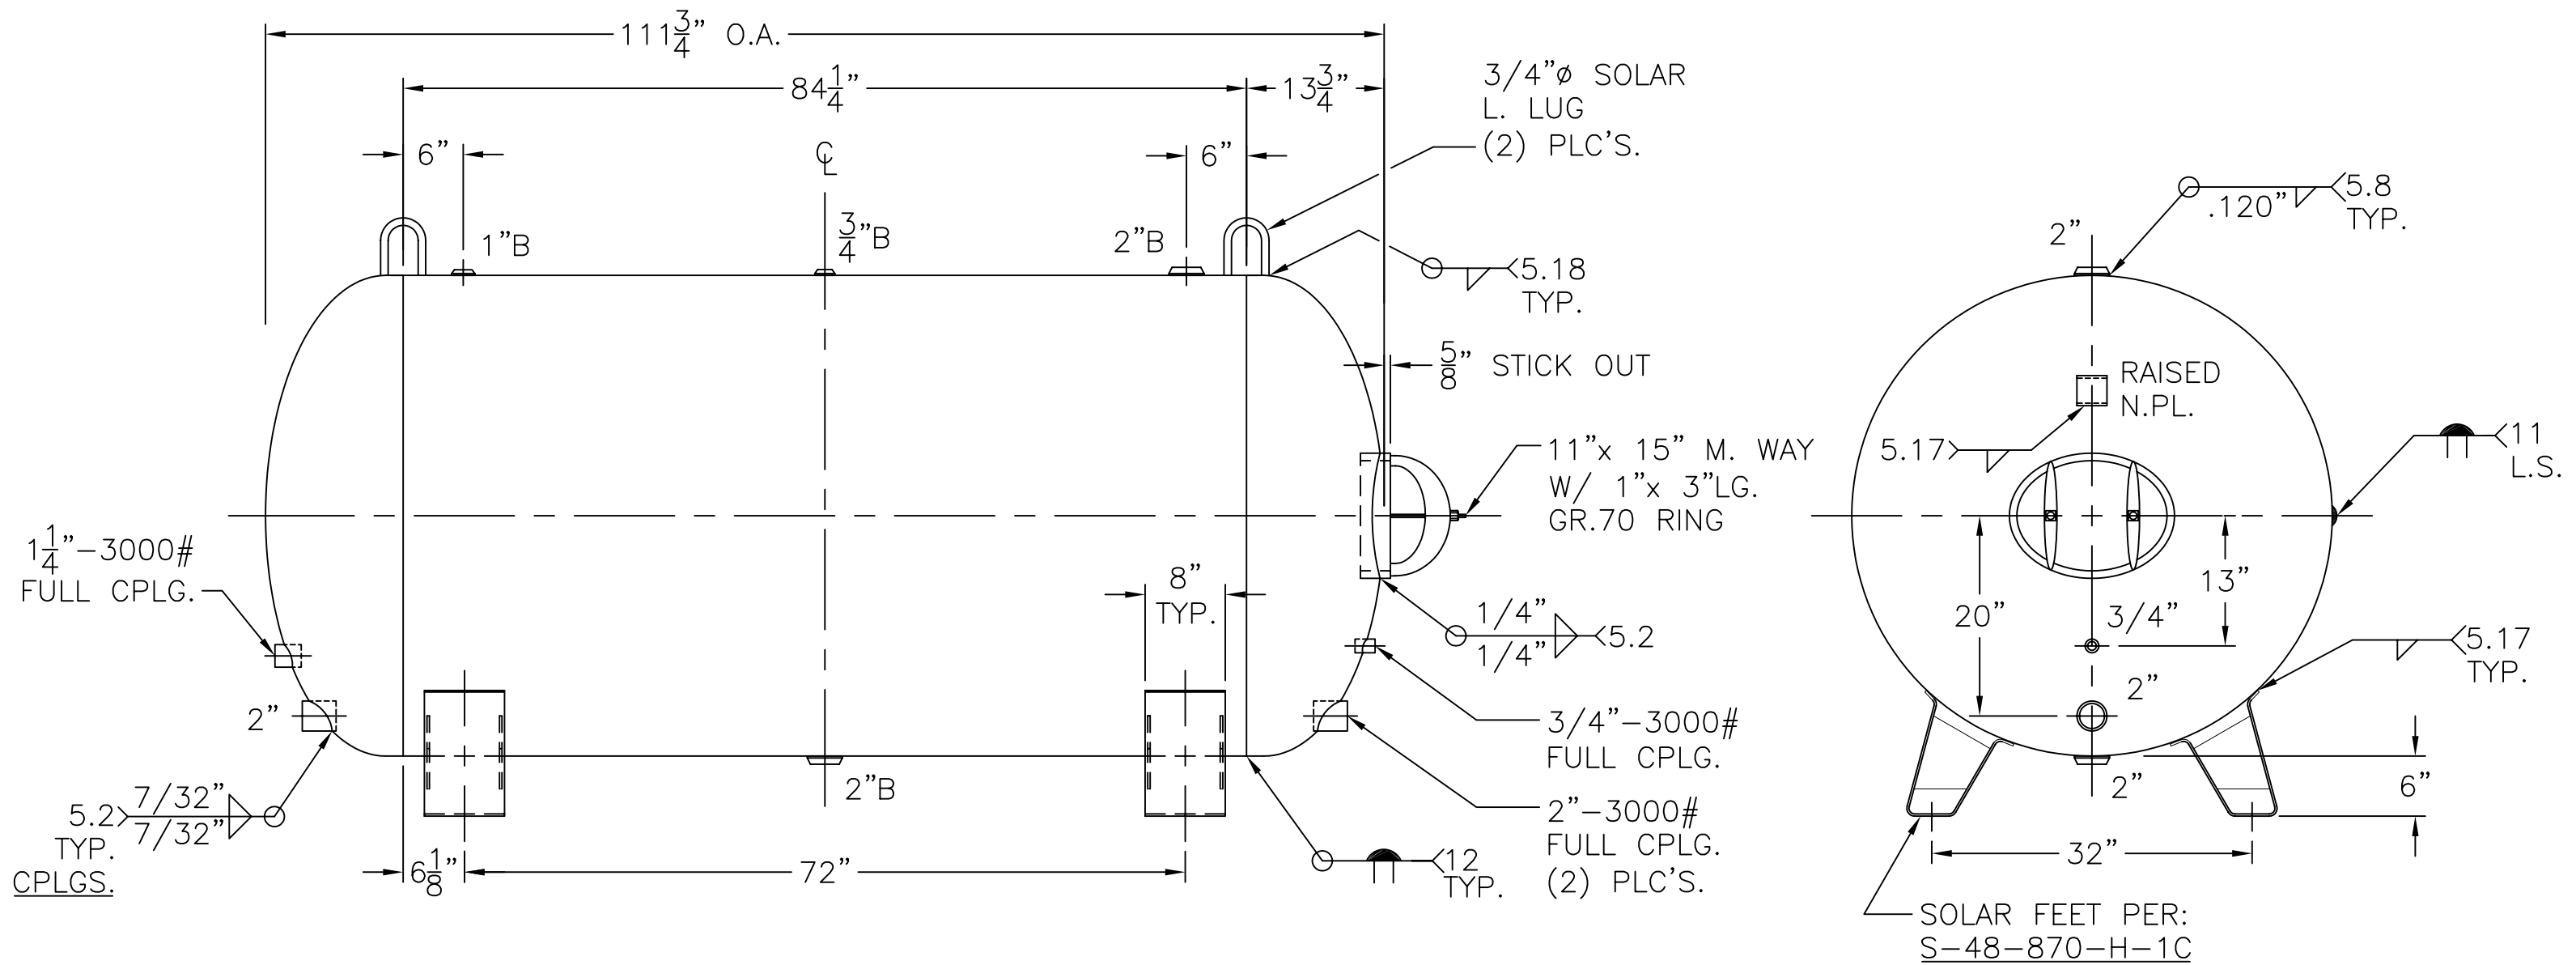 111 3/4" O.A.
84 1/4"
13 3/4"
6"
6"
℄
3/4"ø SOLAR
L. LUG
(2) PLC'S.
1"B
3/4"B
2"B
5.18
TYP.
5/8" STICK OUT
11"x 15" M. WAY
W/ 1"x 3"LG.
GR.70 RING
1 1/4"-3000#
FULL CPLG.
8"
TYP.
1/4"
1/4"
5.2
2"
3/4"-3000#
FULL CPLG.
2"B
2"-3000#
FULL CPLG.
(2) PLC'S.
7/32"
7/32"
5.2
TYP.
CPLGS.
6 1/8"
72"
12
TYP.
.120"
5.8
TYP.
2"
RAISED
N.PL.
5.17
11
L.S.
13"
20"
3/4"
5.17
TYP.
2"
2"
6"
32"
SOLAR FEET PER:
S-48-870-H-1C